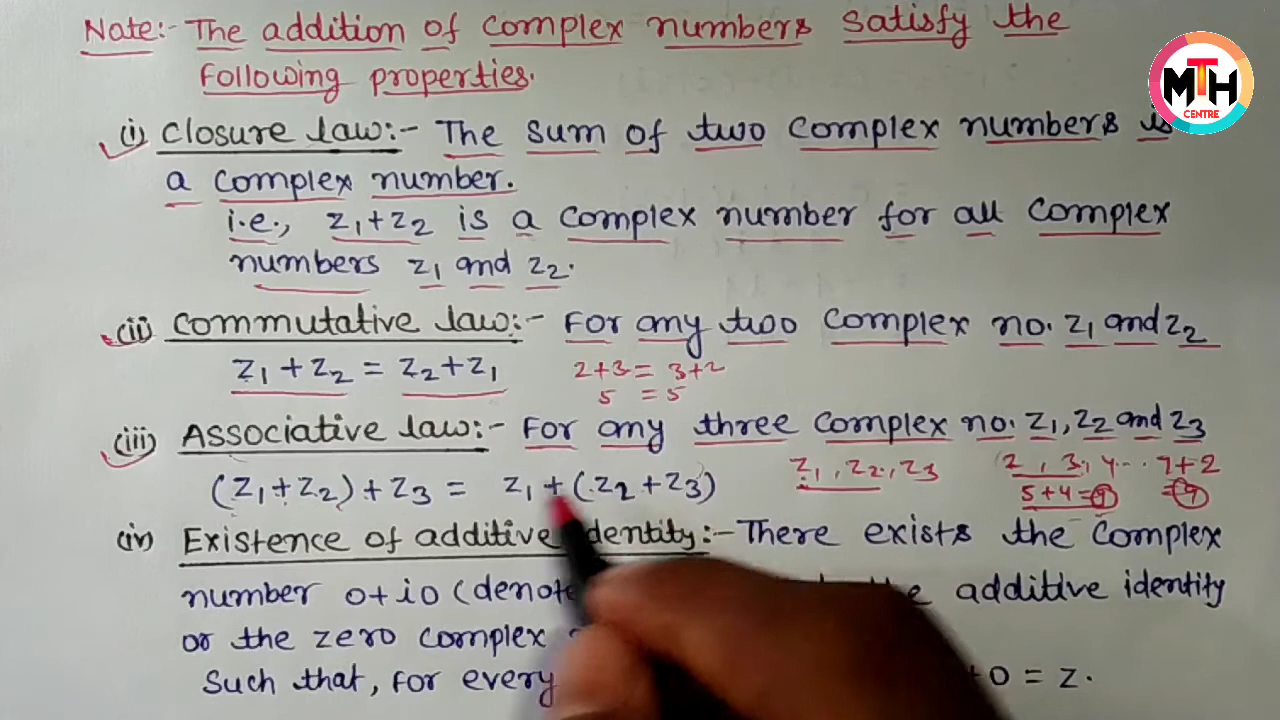 Note:- The addition of complex numbers satisfy the
following properties.
(i) Closure law:- The sum of two complex numbers is
a complex number.
i.e., z1+z2 is a complex number for all complex
numbers z1 and z2.
(ii) Commutative law:- For any two complex no. z1 and z2
z1 + z2 = z2+z1
2+3 = 3+2
5 = 5
(iii) Associative law:- For any three complex no. z1, z2 and z3
(z1+z2)+z3 = z1+(z2+z3)
z1, z2, z3
2, 3, 4 .. 7+2
5+4=9 =9
(iv) Existence of additive identity:- There exists the complex
number 0+i0 (denote the additive identity
or the zero complex
Such that, for every +0 = z.
MTH
CENTRE